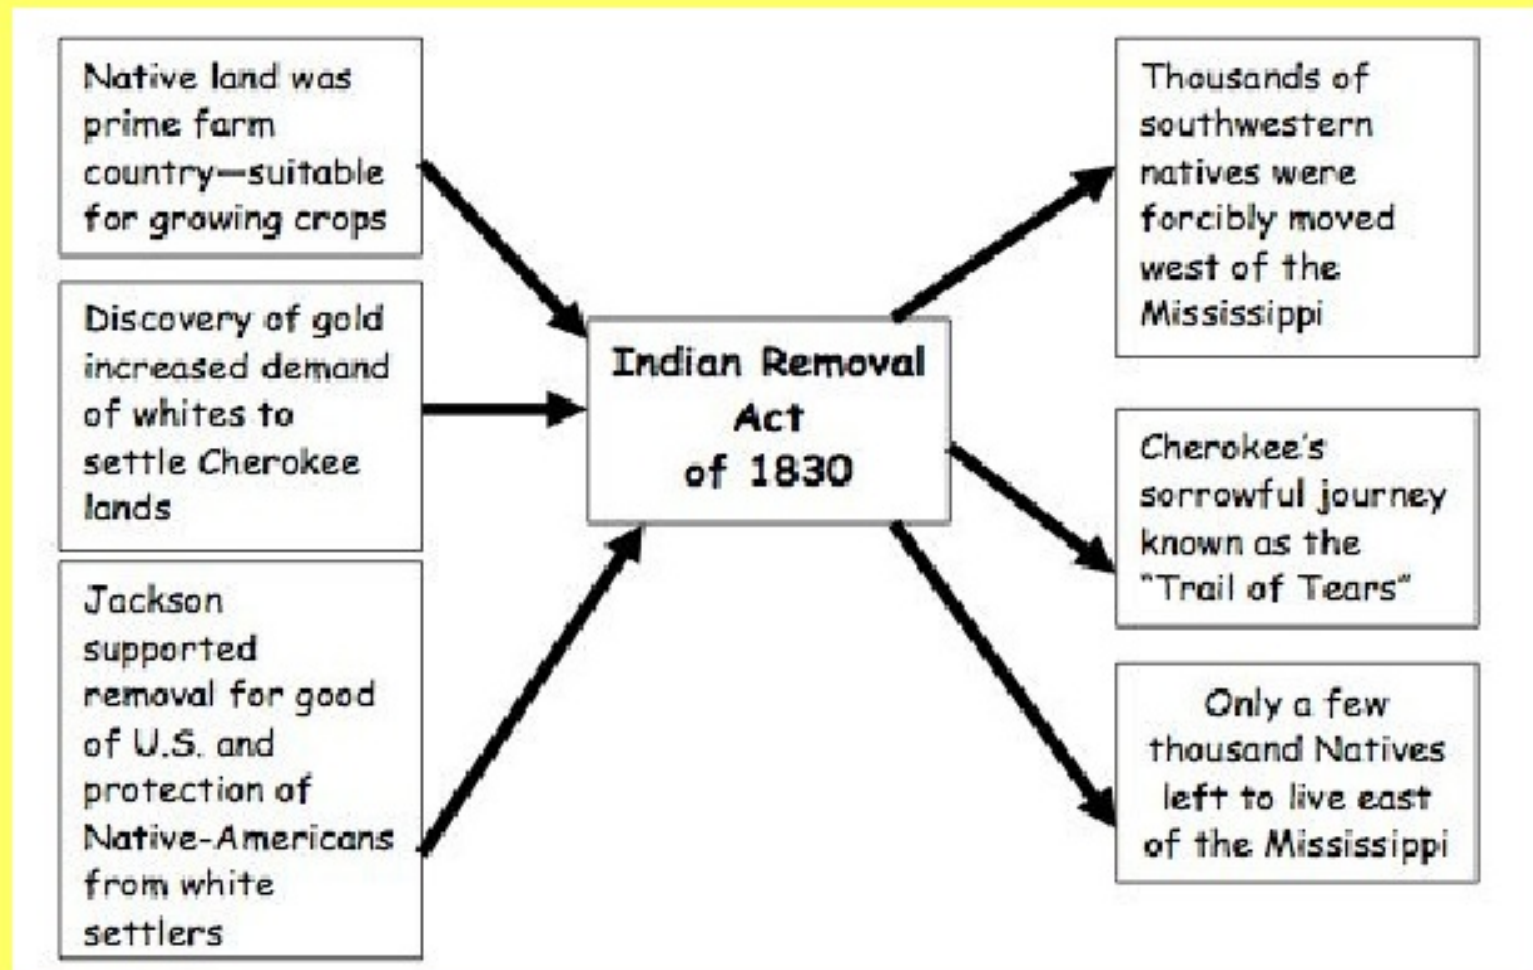 Native land was
prime farm
country—suitable
for growing crops
Discovery of gold
increased demand
of whites to
settle Cherokee
lands
Jackson
supported
removal for good
of U.S. and
protection of
Native-Americans
from white
settlers
Indian Removal
Act
of 1830
Thousands of
southwestern
natives were
forcibly moved
west of the
Mississippi
Cherokee's
sorrowful journey
known as the
"Trail of Tears"
Only a few
thousand Natives
left to live east
of the Mississippi